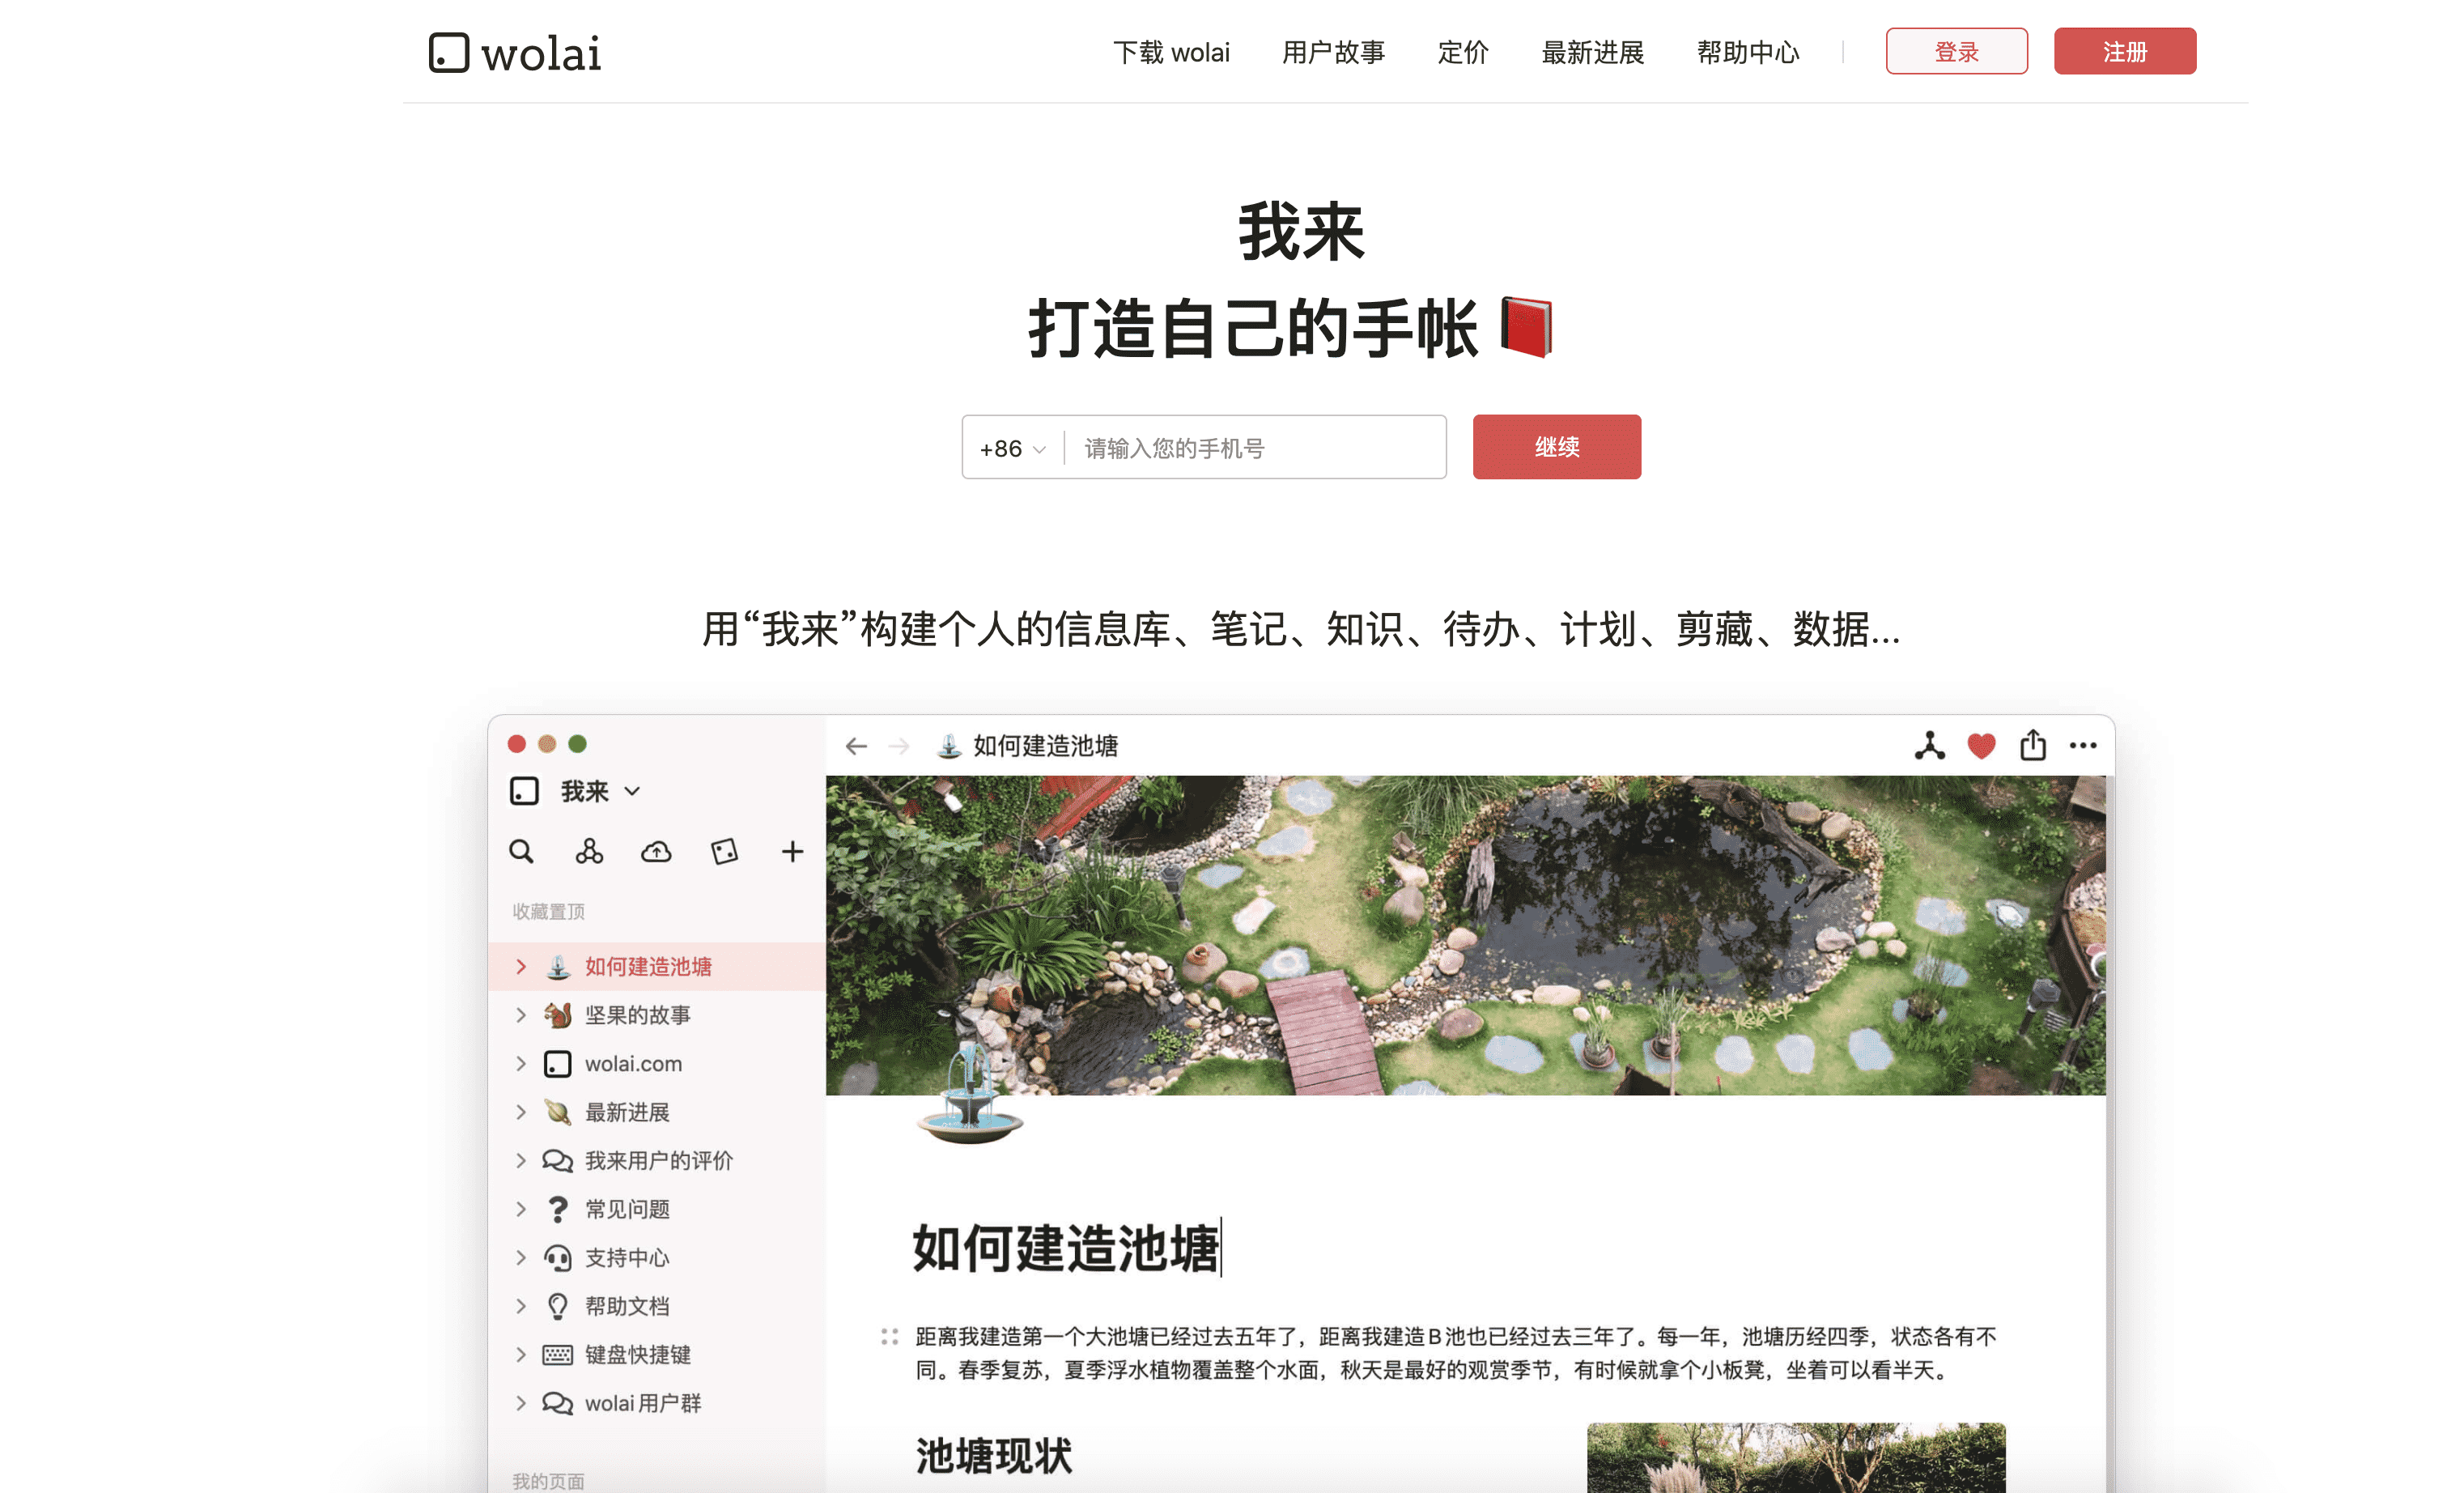 wolai
下载 wolai
用户故事
定价
最新进展
帮助中心
登录
注册
我来
打造自己的手帐
+86
请输入您的手机号
继续
用“我来”构建个人的信息库、笔记、知识、待办、计划、剪藏、数据...
如何建造池塘
我来
收藏置顶
如何建造池塘
坚果的故事
wolai.com
最新进展
我来用户的评价
常见问题
支持中心
帮助文档
键盘快捷键
wolai 用户群
我的页面
如何建造池塘
距离我建造第一个大池塘已经过去五年了，距离我建造 B 池也已经过去三年了。每一年，池塘历经四季，状态各有不
同。春季复苏，夏季浮水植物覆盖整个水面，秋天是最好的观赏季节，有时候就拿个小板凳，坐着可以看半天。
池塘现状